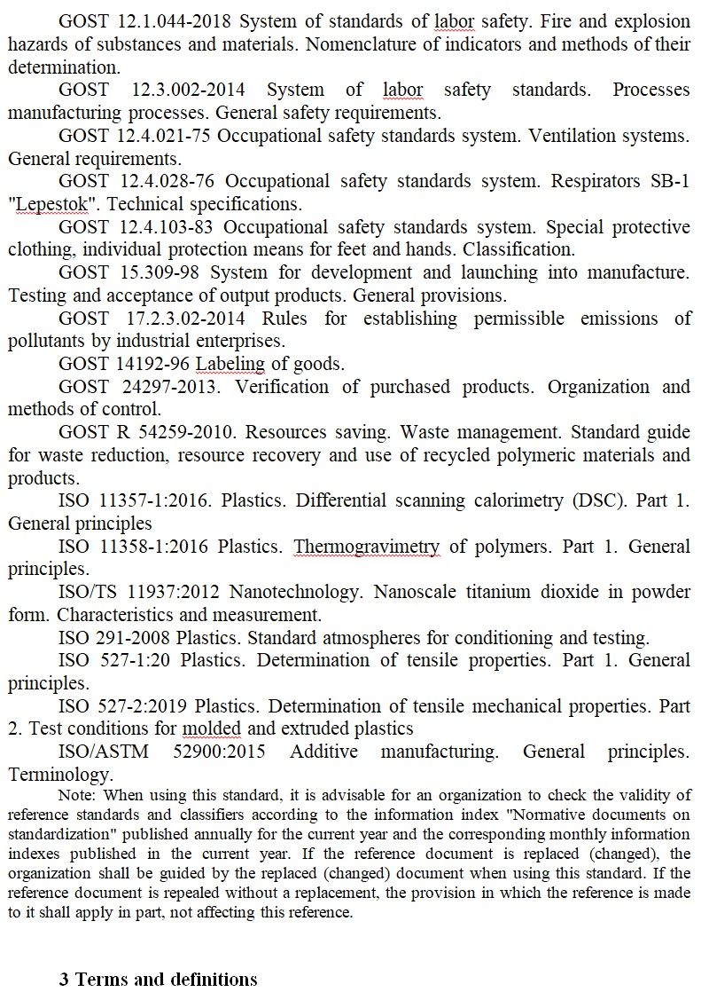 GOST 12.1.044-2018 System of standards of labor safety. Fire and explosion
hazards of substances and materials. Nomenclature of indicators and methods of their
determination.
GOST 12.3.002-2014 System of labor safety standards. Processes
manufacturing processes. General safety requirements.
GOST 12.4.021-75 Occupational safety standards system. Ventilation systems.
General requirements.
GOST 12.4.028-76 Occupational safety standards system. Respirators SB-1
"Lepestok". Technical specifications.
GOST 12.4.103-83 Occupational safety standards system. Special protective
clothing, individual protection means for feet and hands. Classification.
GOST 15.309-98 System for development and launching into manufacture.
Testing and acceptance of output products. General provisions.
GOST 17.2.3.02-2014 Rules for establishing permissible emissions of
pollutants by industrial enterprises.
GOST 14192-96 Labeling of goods.
GOST 24297-2013. Verification of purchased products. Organization and
methods of control.
GOST R 54259-2010. Resources saving. Waste management. Standard guide
for waste reduction, resource recovery and use of recycled polymeric materials and
products.
ISO 11357-1:2016. Plastics. Differential scanning calorimetry (DSC). Part 1.
General principles
ISO 11358-1:2016 Plastics. Thermogravimetry of polymers. Part 1. General
principles.
ISO/TS 11937:2012 Nanotechnology. Nanoscale titanium dioxide in powder
form. Characteristics and measurement.
ISO 291-2008 Plastics. Standard atmospheres for conditioning and testing.
ISO 527-1:20 Plastics. Determination of tensile properties. Part 1. General
principles.
ISO 527-2:2019 Plastics. Determination of tensile mechanical properties. Part
2. Test conditions for molded and extruded plastics
ISO/ASTM 52900:2015 Additive manufacturing. General principles.
Terminology.
Note: When using this standard, it is advisable for an organization to check the validity of
reference standards and classifiers according to the information index "Normative documents on
standardization" published annually for the current year and the corresponding monthly information
indexes published in the current year. If the reference document is replaced (changed), the
organization shall be guided by the replaced (changed) document when using this standard. If the
reference document is repealed without a replacement, the provision in which the reference is made
to it shall apply in part, not affecting this reference.
3 Terms and definitions